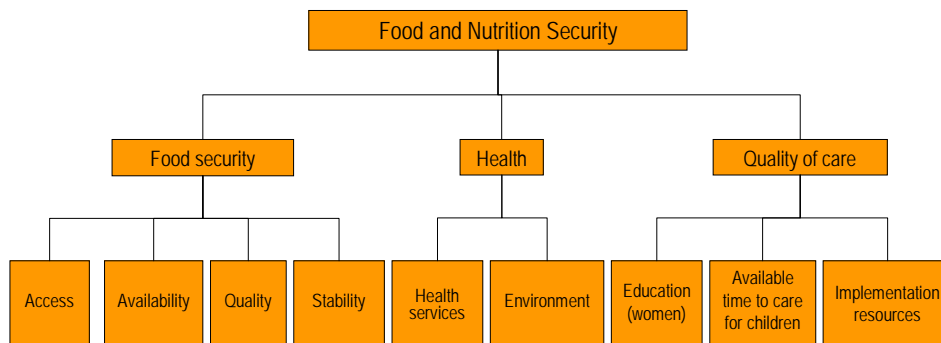 Food and Nutrition Security
Food security
Health
Quality of care
Access
Availability
Quality
Stability
Health
services
Environment
Education
(women)
Available
time to care
for children
Implementation
resources